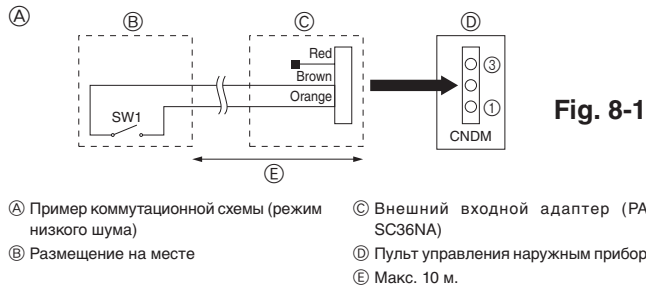 Ⓐ
Ⓑ
Ⓒ
Ⓓ
Red
Brown
Orange
SW1
③
①
CNDM
Ⓔ
Fig. 8-1
Ⓐ Пример коммутационной схемы (режим
низкого шума)
Ⓑ Размещение на месте
Ⓒ Внешний входной адаптер (PA
SC36NA)
Ⓓ Пульт управления наружным прибор
Ⓔ Макс. 10 м.